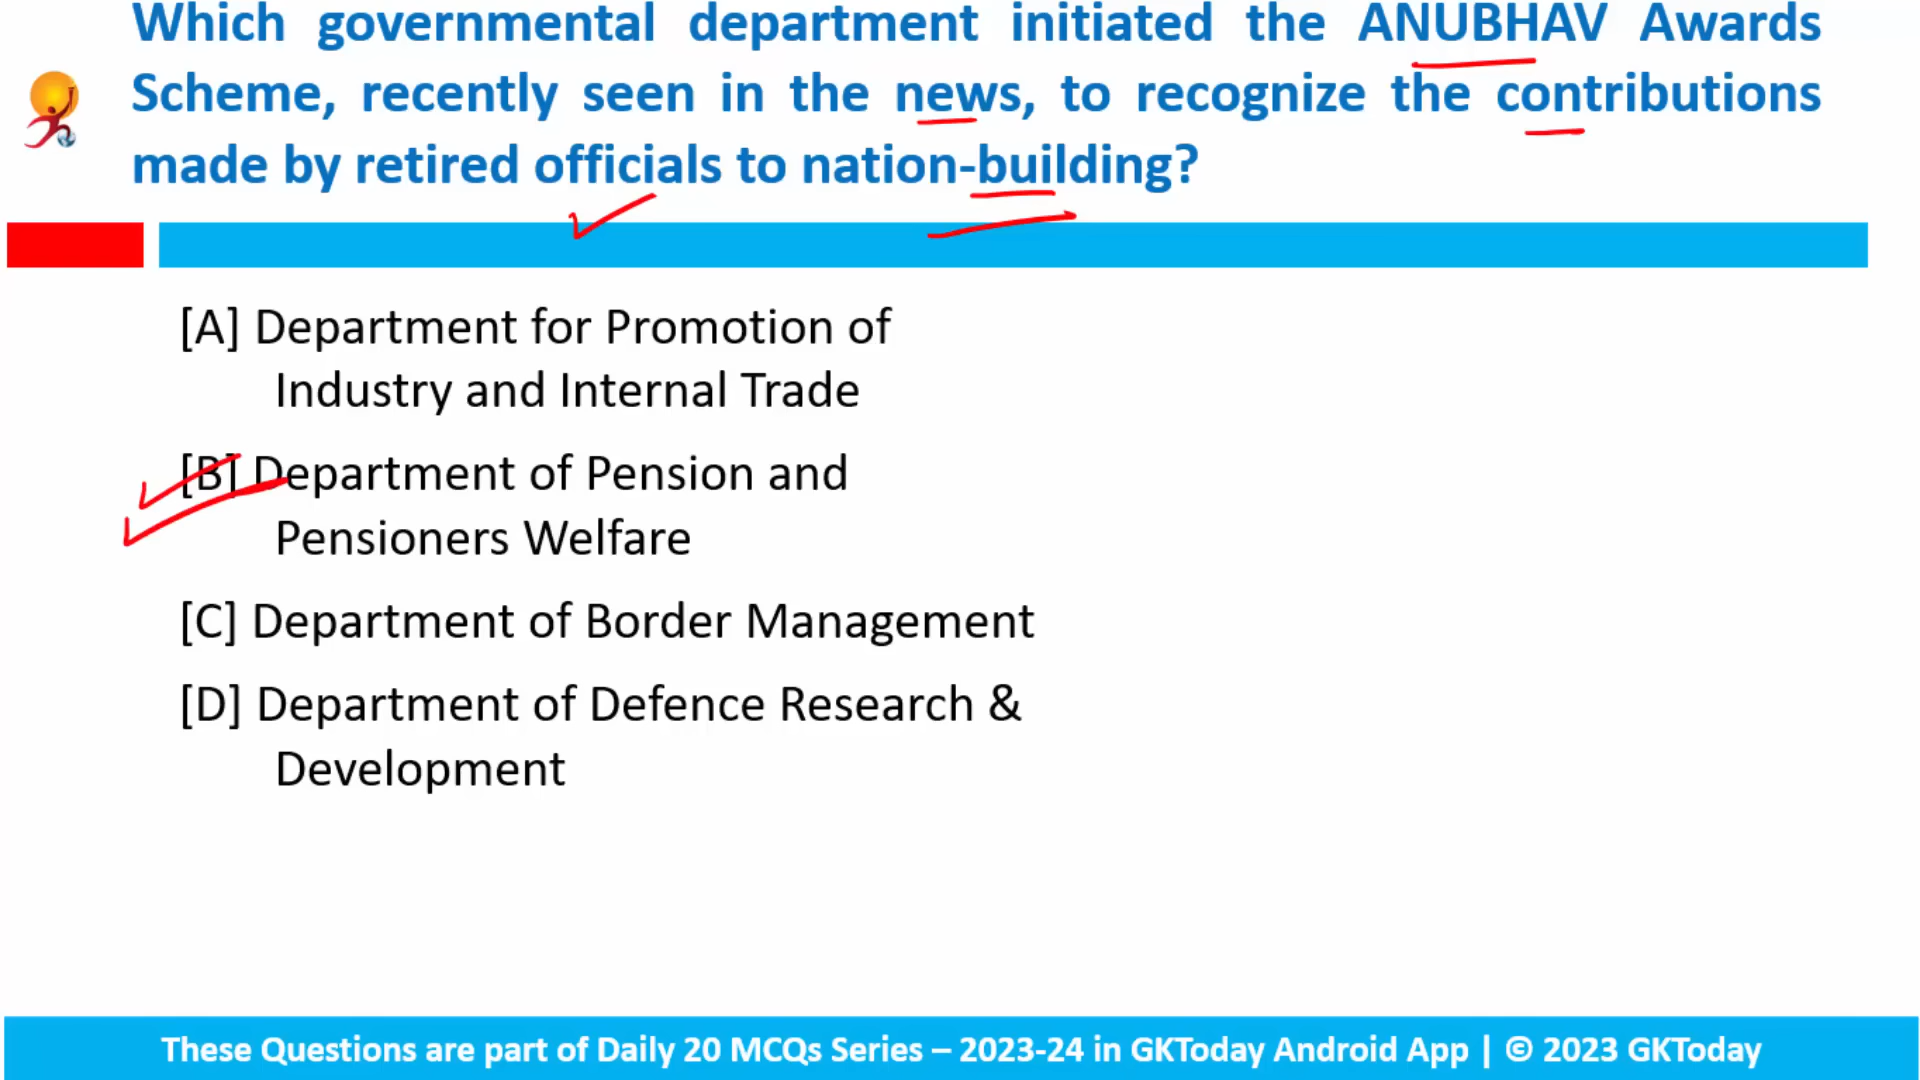 Which governmental department initiated the ANUBHAV Awards
Scheme, recently seen in the news, to recognize the contributions
made by retired officials to nation-building?
[A] Department for Promotion of
Industry and Internal Trade
[B] Department of Pension and
Pensioners Welfare
[C] Department of Border Management
[D] Department of Defence Research &
Development
These Questions are part of Daily 20 MCQs Series – 2023-24 in GKToday Android App | © 2023 GKToday